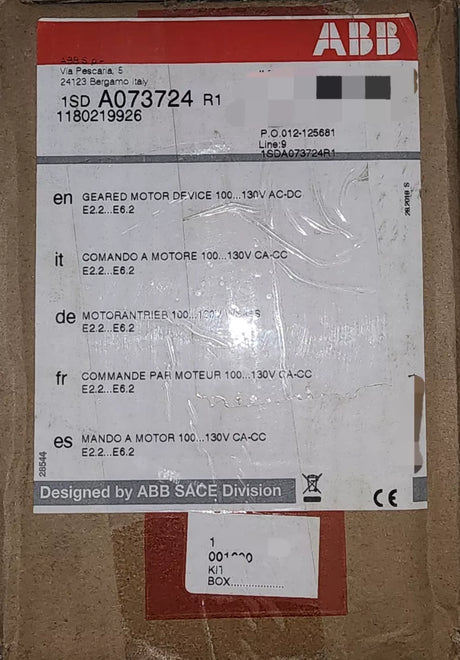 ABB
ABB S.p.
Via Pescaria, 5
24123 Bergamo Italy
1SD A073724 R1
1180219926
P.O.012-125681
Line:9
1SDA073724R1
28.2018 S
en GEARED MOTOR DEVICE 100...130V AC-DC
E2.2...E6.2
it COMANDO A MOTORE 100...130V CA-CC
E2.2...E6.2
de MOTORANTRIEB 100...130V
E2.2...E6.2
fr COMMANDE PAR MOTEUR 100...130V CA-CC
E2.2...E6.2
es MANDO A MOTOR 100...130V CA-CC
E2.2...E6.2
28544
Designed by ABB SACE Division
CE
1
KIT
BOX